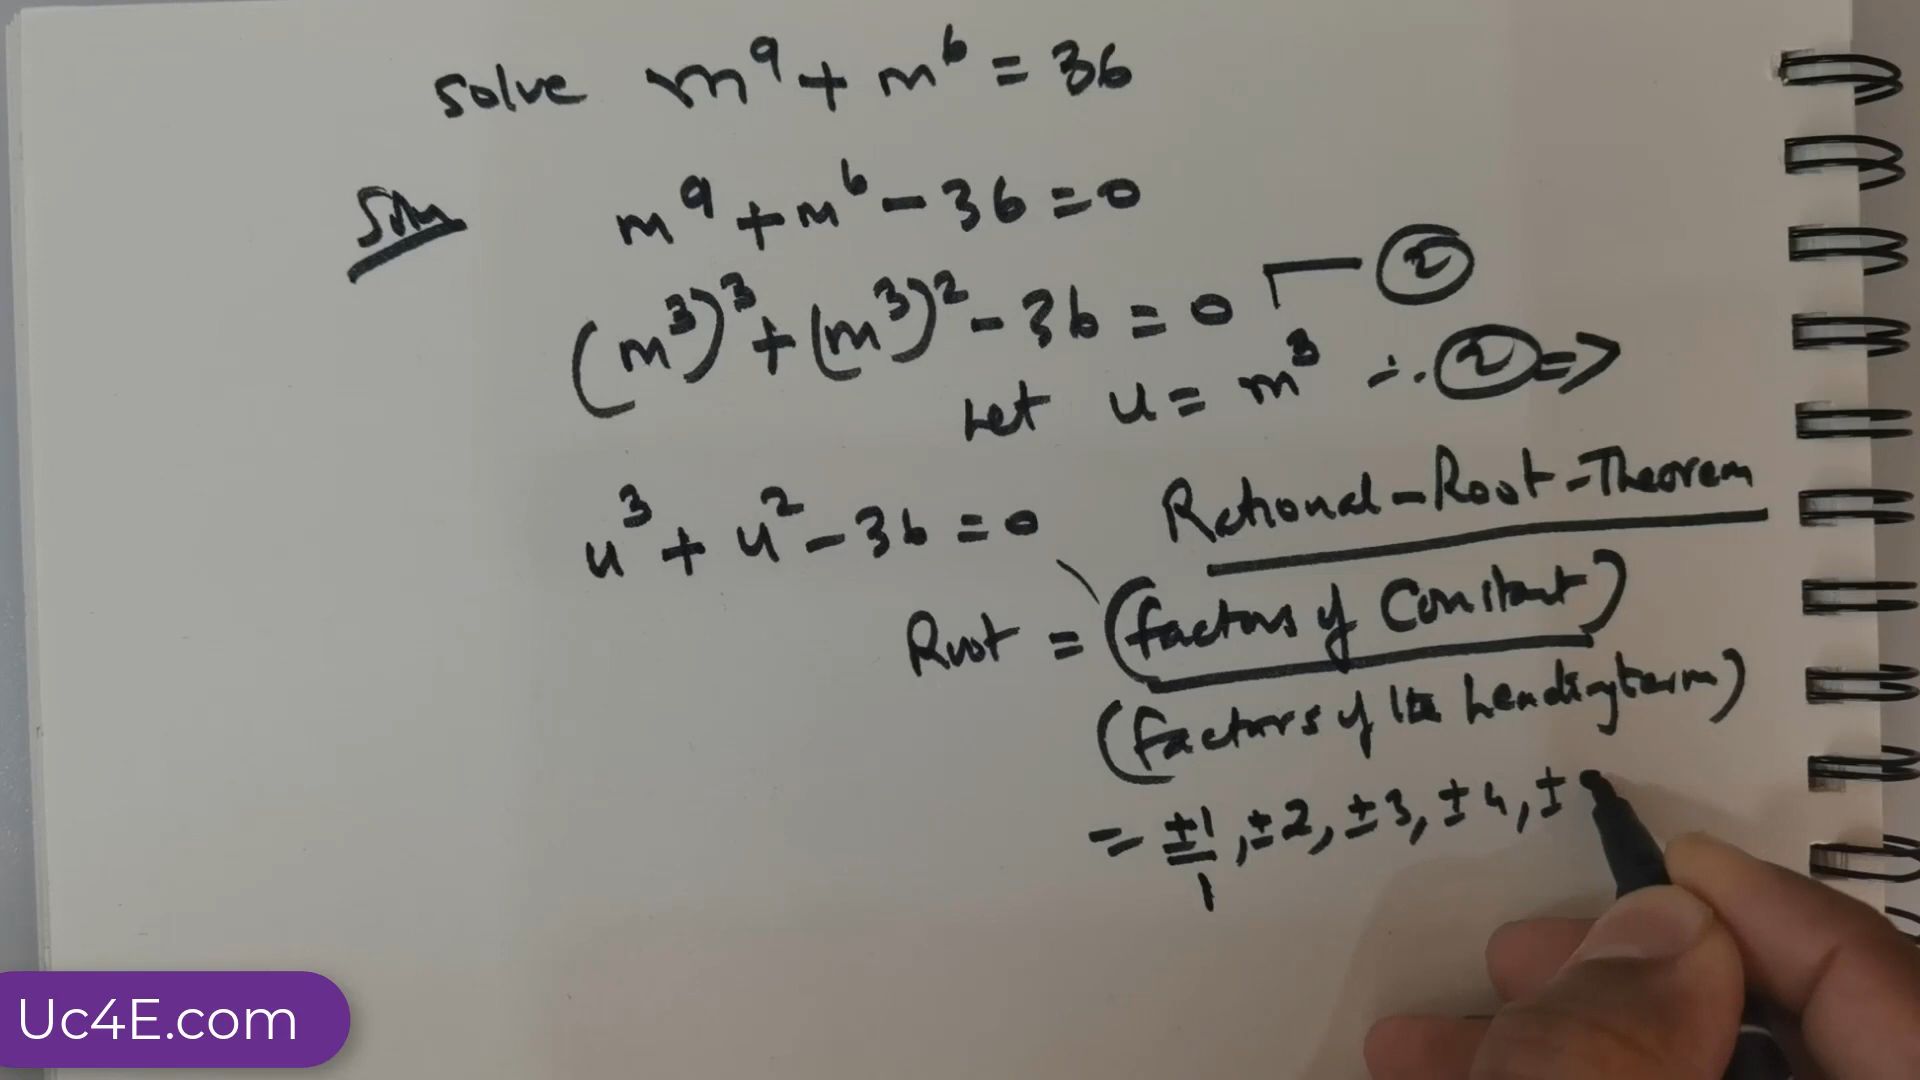 Solve m⁹ + m⁶ = 36
Soln m⁹ + m⁶ - 36 = 0
(m³)³ + (m³)² - 36 = 0 ②
Let u = m³ ∴ ② =>
u³ + u² - 36 = 0
Rational-Root-Theorem
Root = (factors of Constant)
(factors of the Leading term)
= ±1/1, ±2, ±3, ±4, ±
Uc4E.com